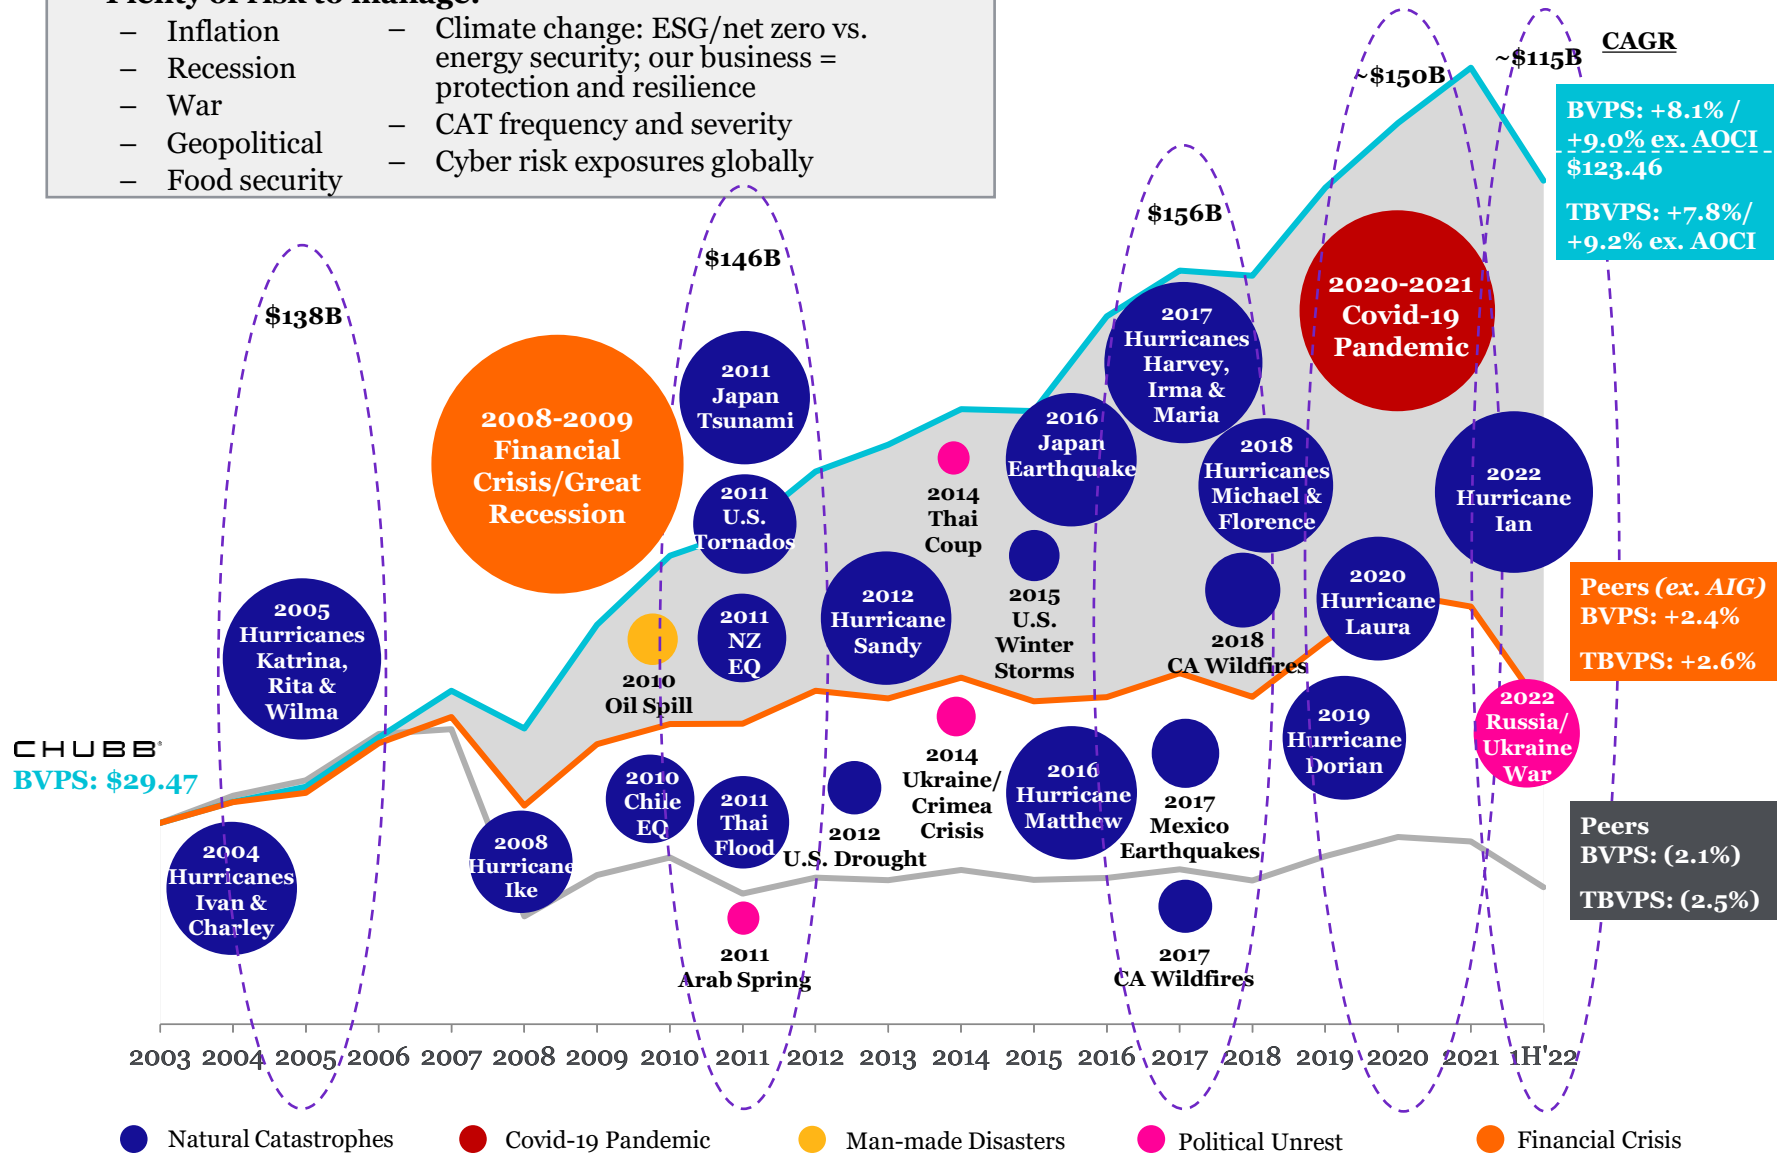 Plenty of risk to manage:
– Inflation
– Recession
– War
– Geopolitical
– Food security
– Climate change: ESG/net zero vs.
energy security; our business =
protection and resilience
– CAT frequency and severity
– Cyber risk exposures globally
CAGR
~$115B
~$150B
$156B
$146B
$138B
BVPS: +8.1% /
+9.0% ex. AOCI
$123.46
TBVPS: +7.8%/
+9.2% ex. AOCI
2020-2021
Covid-19
Pandemic
2017
Hurricanes
Harvey,
Irma &
Maria
2011
Japan
Tsunami
2008-2009
Financial
Crisis/Great
Recession
2016
Japan
Earthquake
2018
Hurricanes
Michael &
Florence
2022
Hurricane
Ian
2011
U.S.
Tornados
2014
Thai
Coup
2005
Hurricanes
Katrina,
Rita &
Wilma
2011
NZ
EQ
2012
Hurricane
Sandy
2015
U.S.
Winter
Storms
2018
CA Wildfires
2020
Hurricane
Laura
Peers (ex. AIG)
BVPS: +2.4%
TBVPS: +2.6%
2010
Oil Spill
CHUBB®
BVPS: $29.47
2010
Chile
EQ
2011
Thai
Flood
2012
U.S. Drought
2014
Ukraine/
Crimea
Crisis
2016
Hurricane
Matthew
2017
Mexico
Earthquakes
2019
Hurricane
Dorian
2022
Russia/
Ukraine
War
2004
Hurricanes
Ivan &
Charley
2008
Hurricane
Ike
Peers
BVPS: (2.1%)
TBVPS: (2.5%)
2011
Arab Spring
2017
CA Wildfires
2003 2004 2005 2006 2007 2008 2009 2010 2011 2012 2013 2014 2015 2016 2017 2018 2019 2020 2021 1H'22
Natural Catastrophes
Covid-19 Pandemic
Man-made Disasters
Political Unrest
Financial Crisis